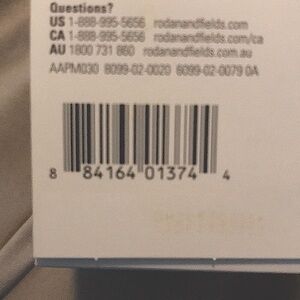 Questions?
US 1-888-995-5656 rodanandfields.com
CA 1-888-995-5656 rodanandfields.com/ca
AU 1800 731 860 rodanandfields.com.au
AAPM030 8099-02-0020 6099-02-0079 0A
8 84164 01374 4